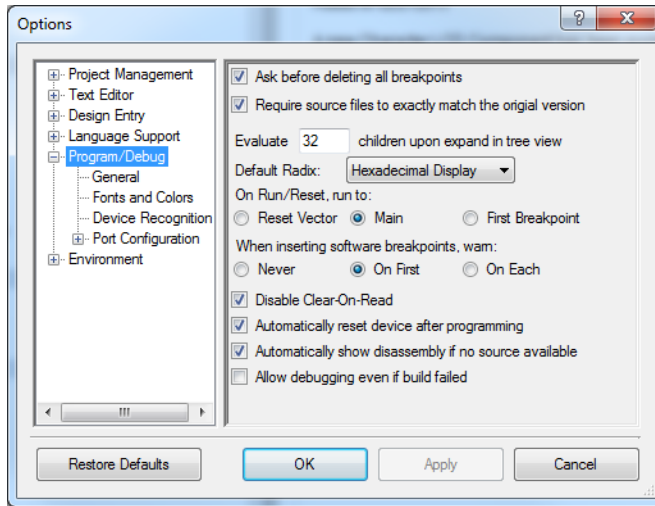 Options
Project Management
Text Editor
Design Entry
Language Support
Program/Debug
General
Fonts and Colors
Device Recognition
Port Configuration
Environment
Ask before deleting all breakpoints
Require source files to exactly match the origial version
Evaluate 32 children upon expand in tree view
Default Radix: Hexadecimal Display
On Run/Reset, run to:
Reset Vector Main First Breakpoint
When inserting software breakpoints, warn:
Never On First On Each
Disable Clear-On-Read
Automatically reset device after programming
Automatically show disassembly if no source available
Allow debugging even if build failed
Restore Defaults OK Apply Cancel